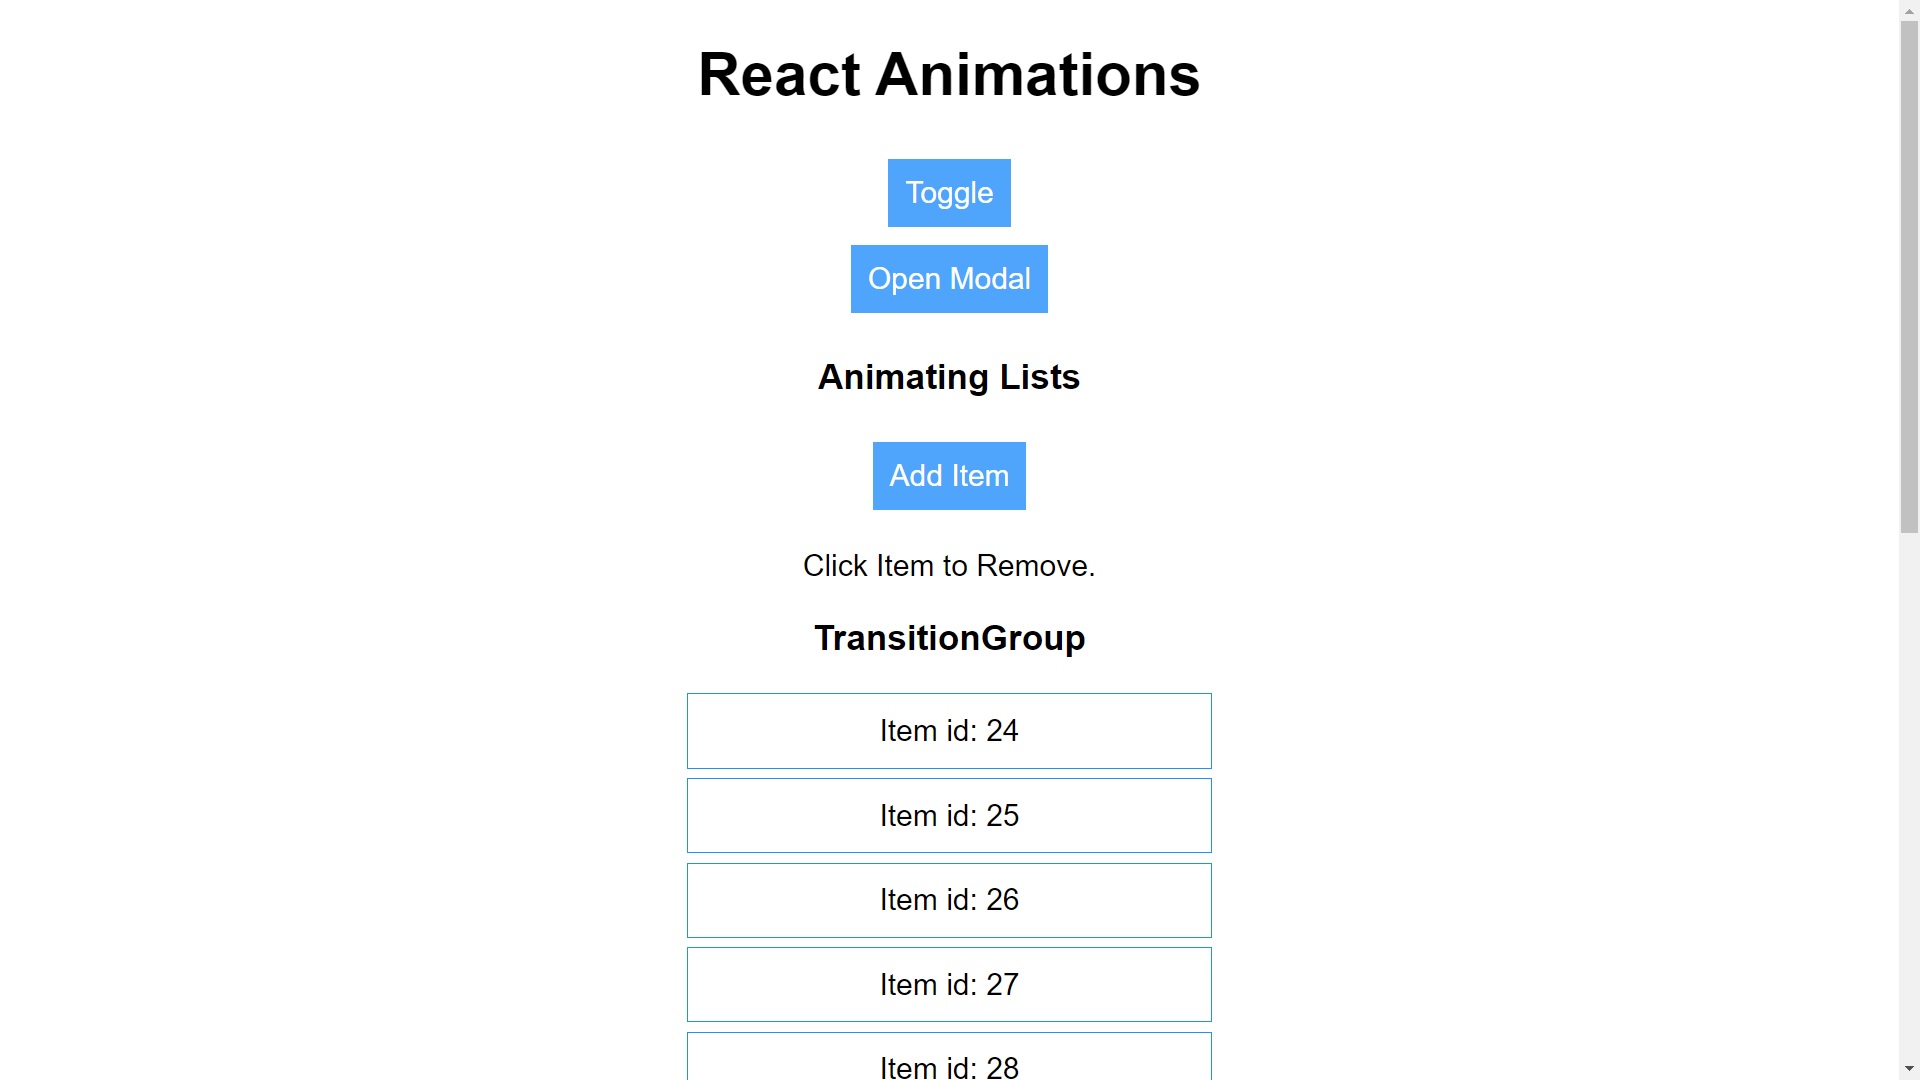 React Animations
Toggle
Open Modal
Animating Lists
Add Item
Click Item to Remove.
TransitionGroup
Item id: 24
Item id: 25
Item id: 26
Item id: 27
Item id: 28